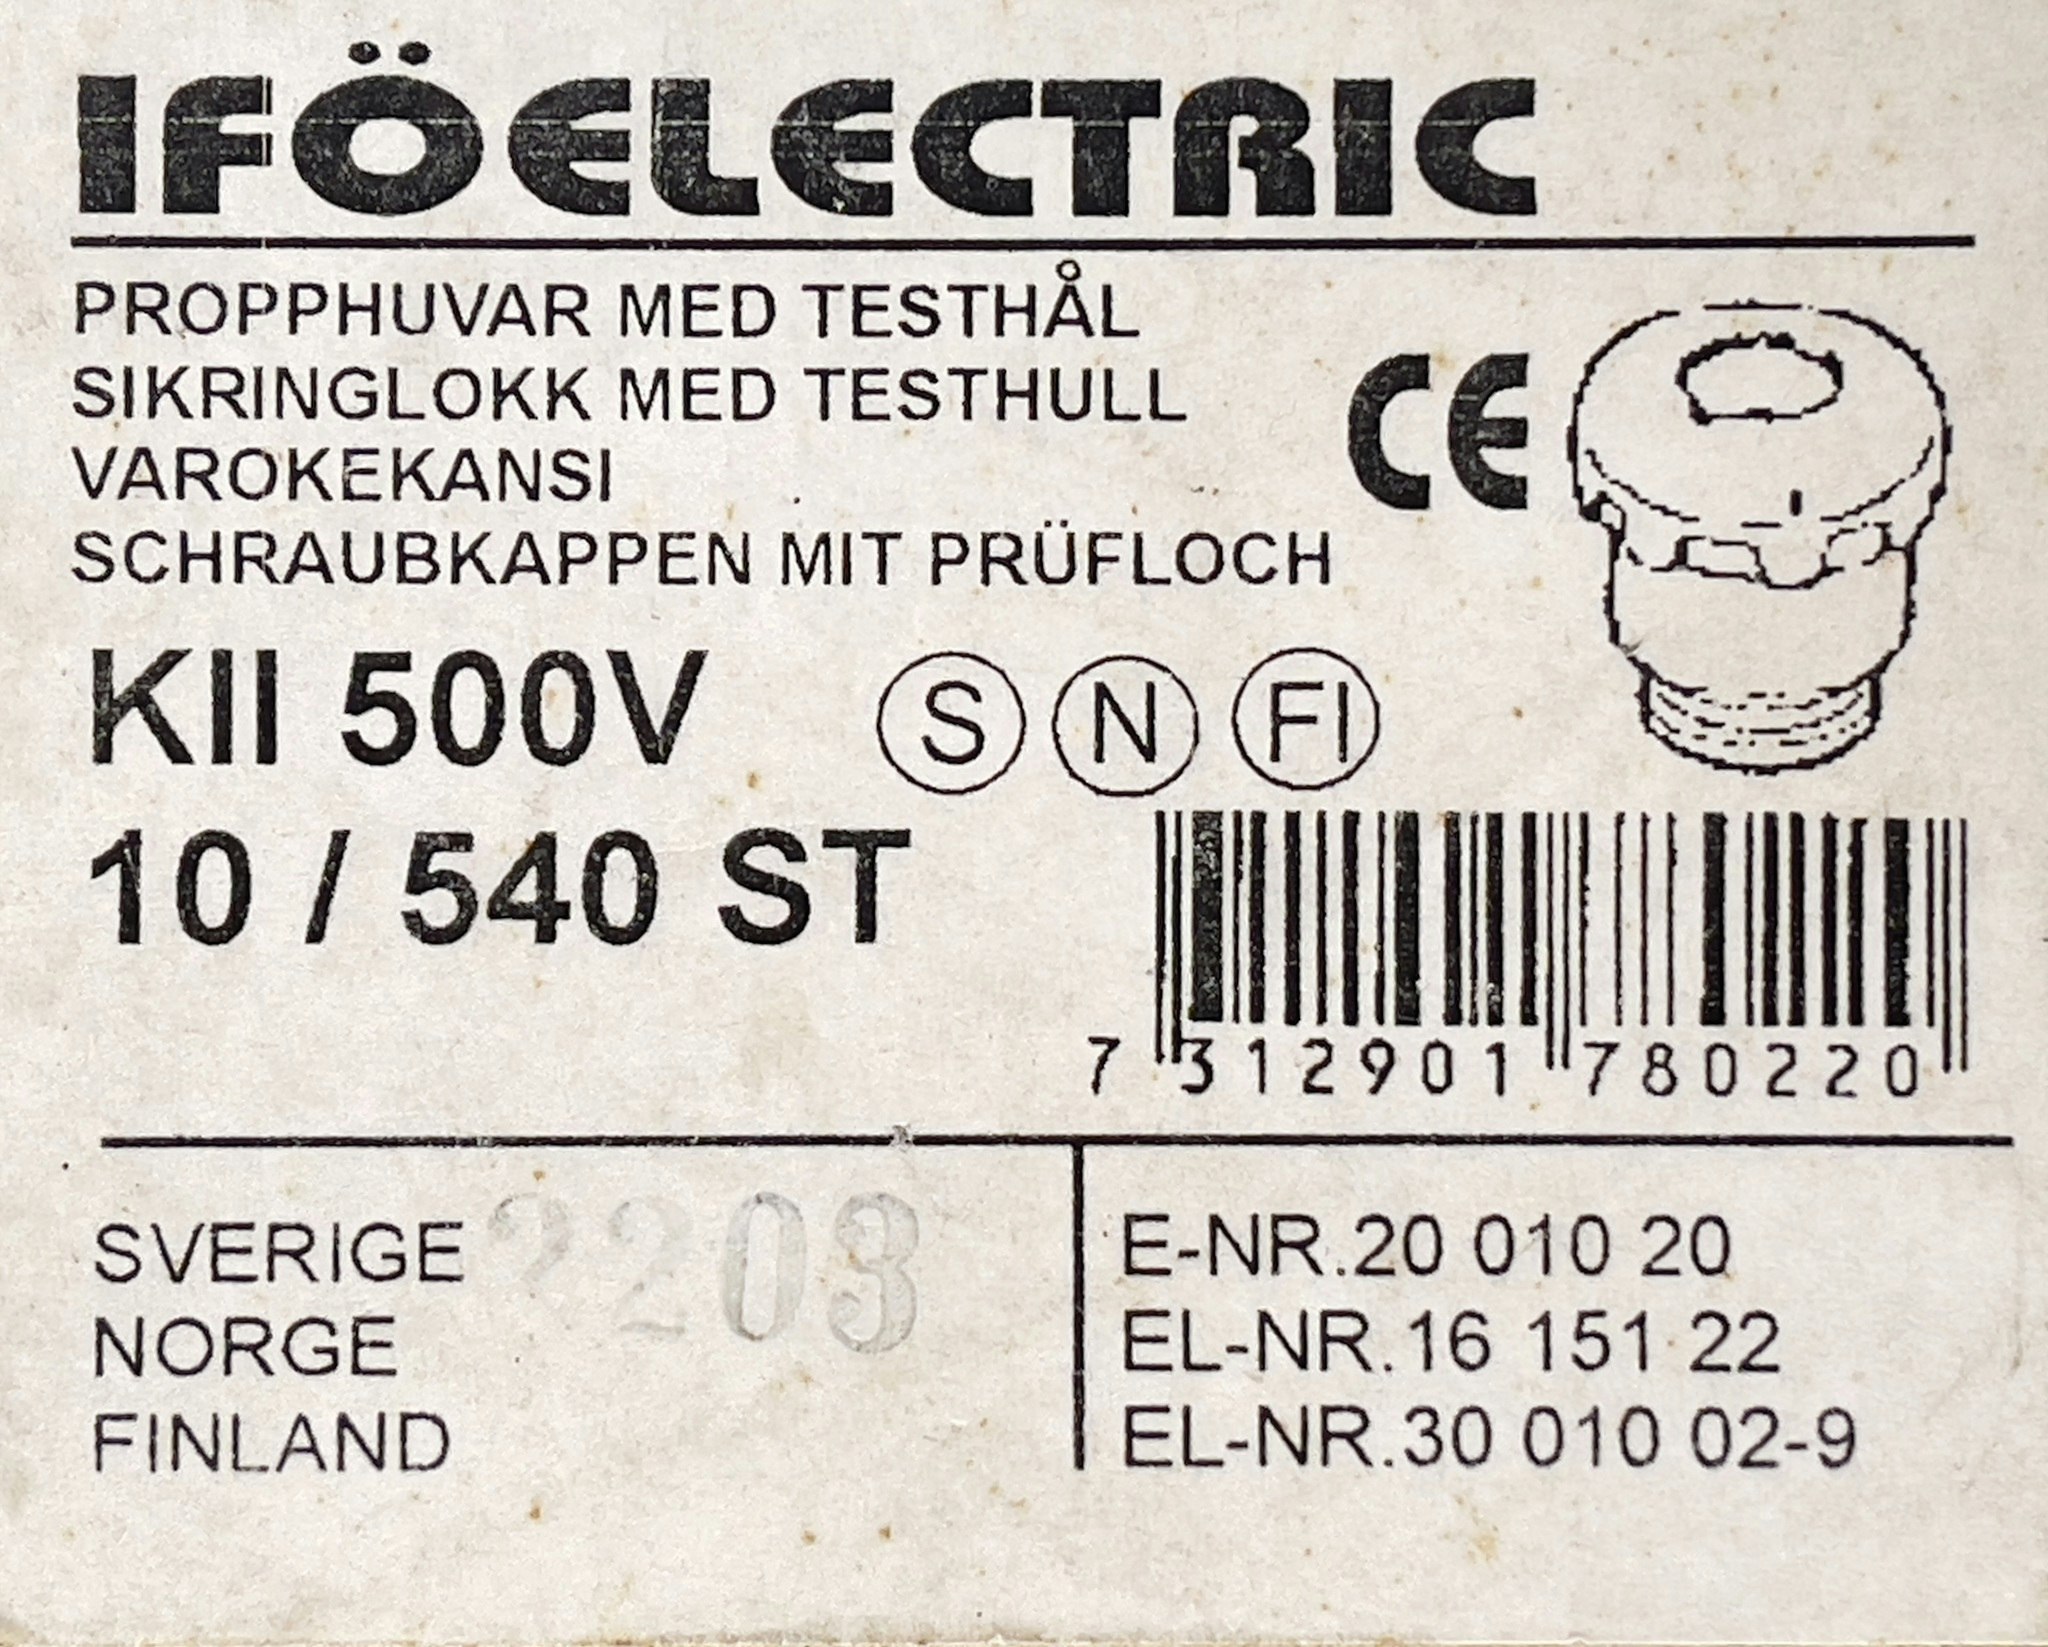 IFÖELECTRIC
PROPPHUVAR MED TESTHÅL
SIKRINGLOKK MED TESTHULL
VAROKEKANSI
SCHRAUBKAPPEN MIT PRÜFLOCH
CE
KII 500V
S N FI
10 / 540 ST
7 312901 780220
SVERIGE E-NR.20 010 20
2203
NORGE EL-NR.16 151 22
FINLAND EL-NR.30 010 02-9